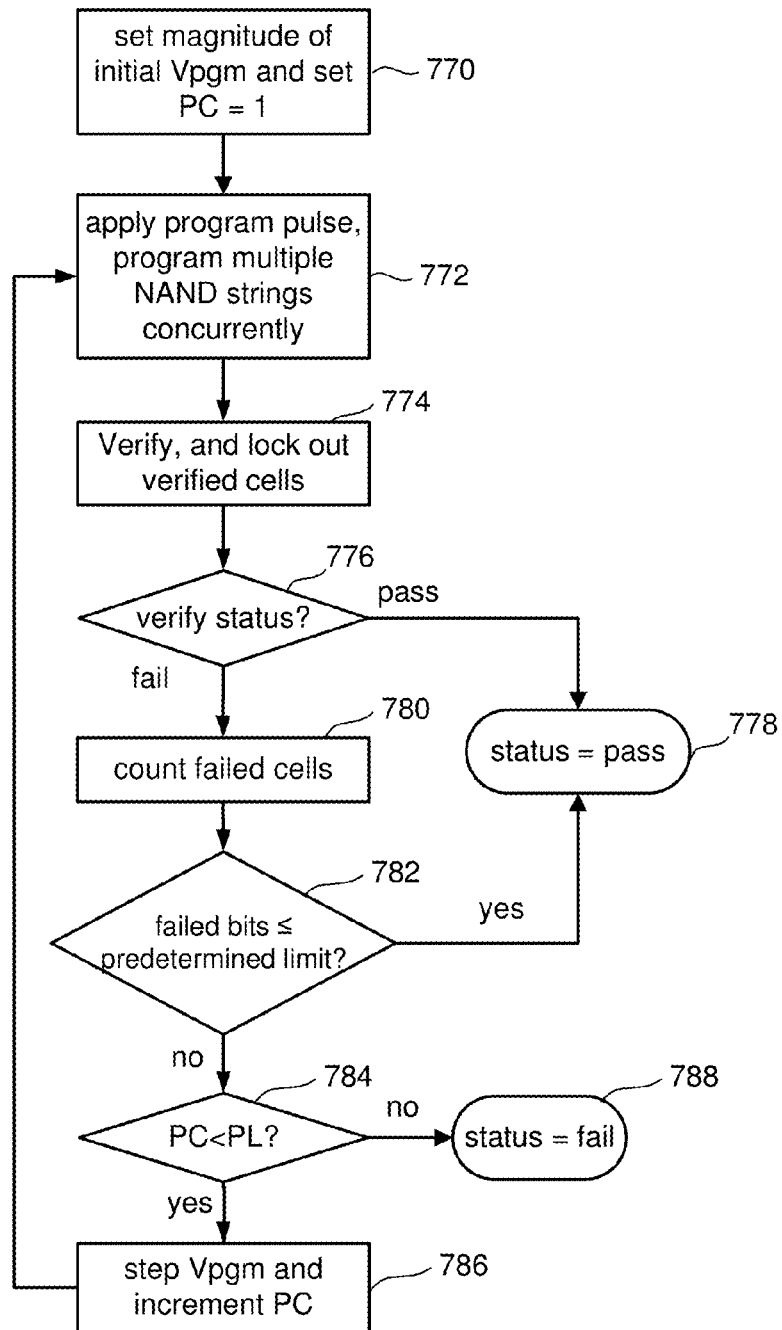 set magnitude of
initial Vpgm and set
PC = 1
770
apply program pulse,
program multiple
NAND strings
concurrently
772
774
Verify, and lock out
verified cells
776
verify status?
pass
fail
780
count failed cells
778
status = pass
782
failed bits ≤
predetermined limit?
yes
no
784
PC<PL?
no
788
status = fail
yes
step Vpgm and
increment PC
786